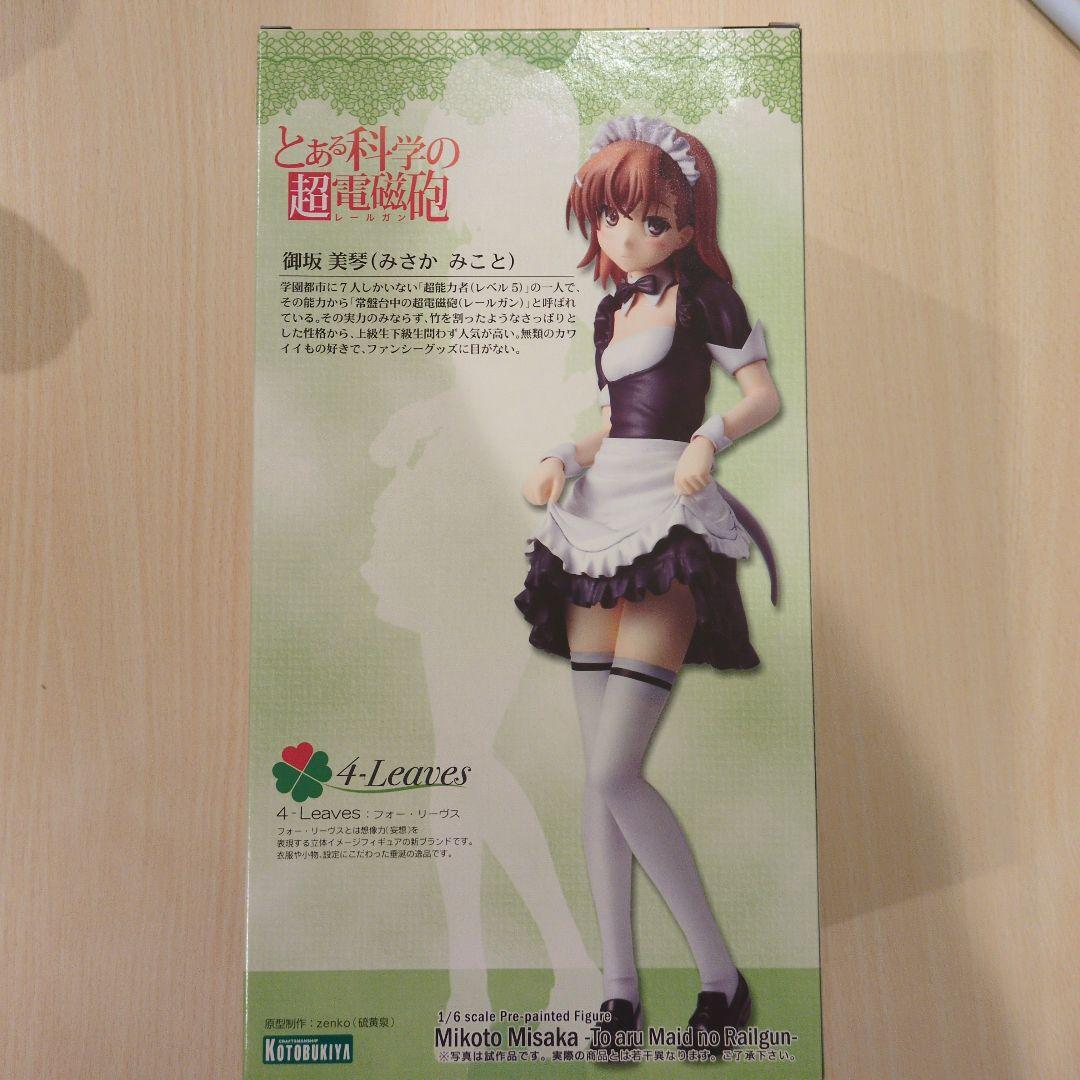 とある科学の
超電磁砲
レールガン
御坂 美琴(みさか みこと)
学園都市に7人しかいない「超能力者(レベル5)」の一人で、
その能力から「常盤台中の超電磁砲(レールガン)」と呼ばれ
ている。その実力のみならず、竹を割ったようなさっぱりと
した性格から、上級生下級生問わず人気が高い。無類のカワ
イイもの好きで、ファンシーグッズに目がない。
4-Leaves
4-Leaves:フォー・リーヴス
フォー・リーヴスとは想像力(妄想)を
表現する立体イメージフィギュアの新ブランドです。
衣服や小物、設定にこだわった垂涎の逸品です。
原型制作:zenko(硫黄泉)
CRAFTSMANSHIP
KOTOBUKIYA
1/6 scale Pre-painted Figure
Mikoto Misaka -To aru Maid no Railgun-
※写真は試作品です。実際の商品とは若干異なります。ご了承下さい。